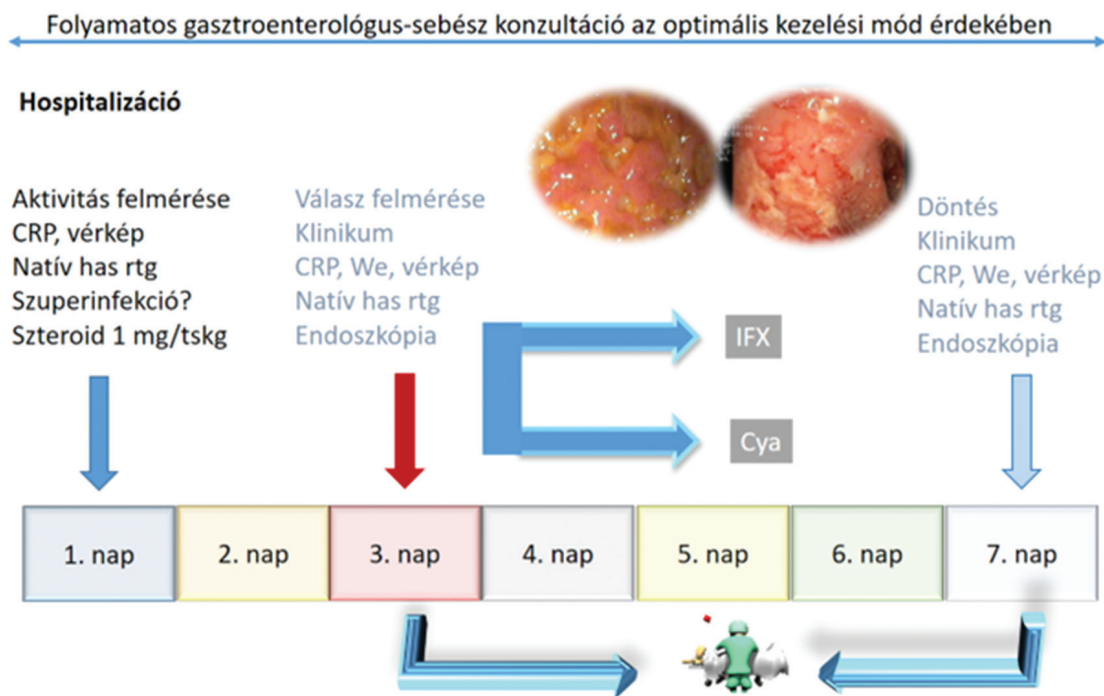 Folyamatos gasztroenterológus-sebész konzultáció az optimális kezelési mód érdekében
Hospitalizáció
Aktivitás felmérése
CRP, vérkép
Natív has rtg
Szuperinfekció?
Szteroid 1 mg/tskg
Válasz felmérése
Klinikum
CRP, We, vérkép
Natív has rtg
Endoszkópia
IFX
Cya
Döntés
Klinikum
CRP, We, vérkép
Natív has rtg
Endoszkópia
1. nap
2. nap
3. nap
4. nap
5. nap
6. nap
7. nap